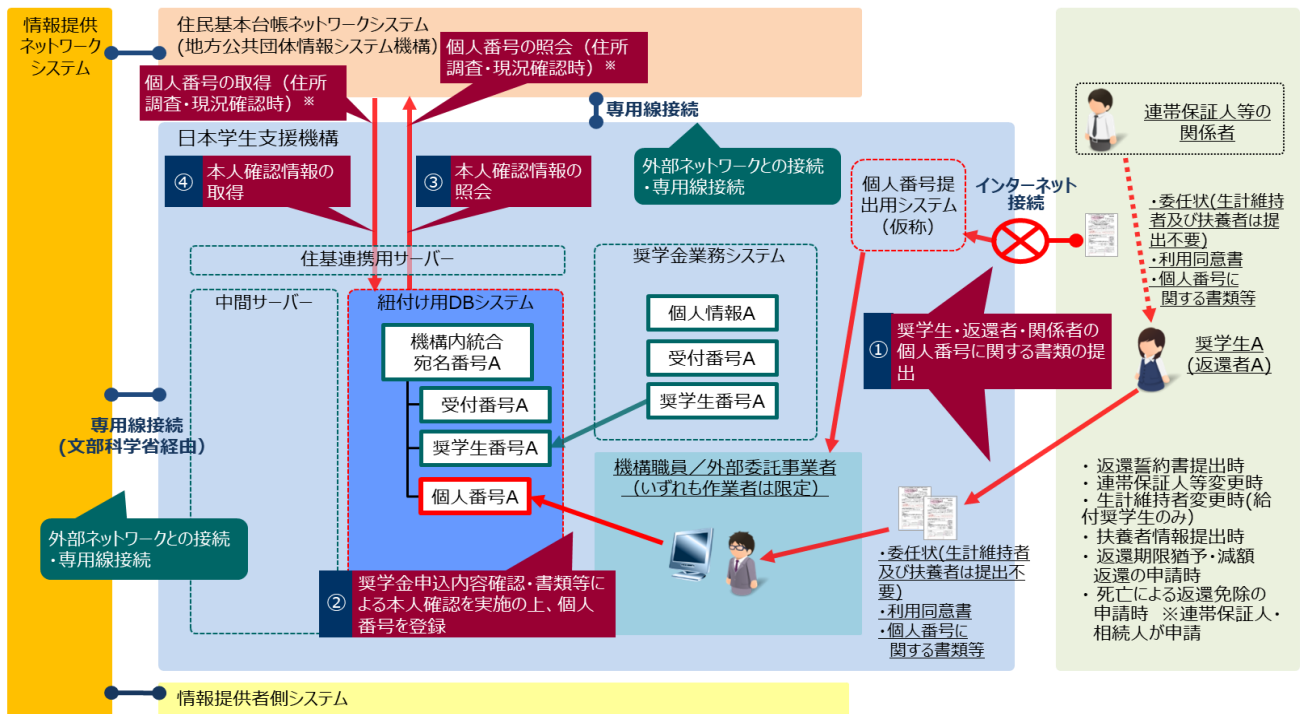 情報提供
ネットワーク
システム
住民基本台帳ネットワークシステム
(地方公共団体情報システム機構)
個人番号の照会（住所
調査・現況確認時）※
個人番号の取得（住所
調査・現況確認時）※
専用線接続
日本学生支援機構
外部ネットワークとの接続
・専用線接続
④ 本人確認情報の
取得
③ 本人確認情報の
照会
個人番号提
出用システム
(仮称)
インターネット
接続
連帯保証人等の
関係者
・委任状(生計維持
者及び扶養者は提
出不要)
・利用同意書
・個人番号に
関する書類等
住基連携用サーバー
奨学金業務システム
個人情報A
受付番号A
奨学生番号A
中間サーバー
紐付け用DBシステム
機構内統合
宛名番号A
受付番号A
奨学生番号A
個人番号A
① 奨学生・返還者・関係者の
個人番号に関する書類の提
出
奨学生A
(返還者A)
専用線接続
(文部科学省経由)
外部ネットワークとの接続
・専用線接続
機構職員／外部委託事業者
（いずれも作業者は限定）
② 奨学金申込内容確認・書類等に
よる本人確認を実施の上、個人
番号を登録
・委任状(生計維持者
及び扶養者は提出不
要)
・利用同意書
・個人番号に
関する書類等
・返還誓約書提出時
・連帯保証人等変更時
・生計維持者変更時(給
付奨学生のみ)
・扶養者情報提出時
・返還期限猶予・減額
返還の申請時
・死亡による返還免除の
申請時 ※連帯保証人・
相続人が申請
情報提供者側システム